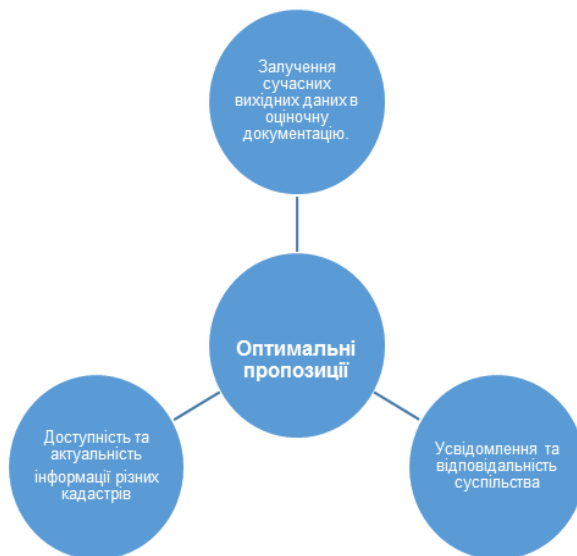 Залучення
сучасних
вихідних даних в
оціночну
документацію.
Оптимальні
пропозиції
Доступність та
актуальність
інформації різних
кадастрів
Усвідомлення та
відповідальність
суспільства